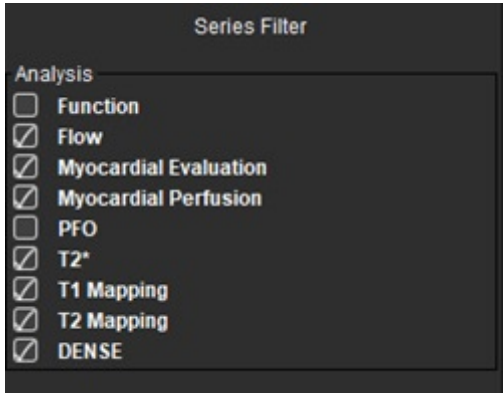 Series Filter
Analysis
Function
Flow
Myocardial Evaluation
Myocardial Perfusion
PFO
T2*
T1 Mapping
T2 Mapping
DENSE